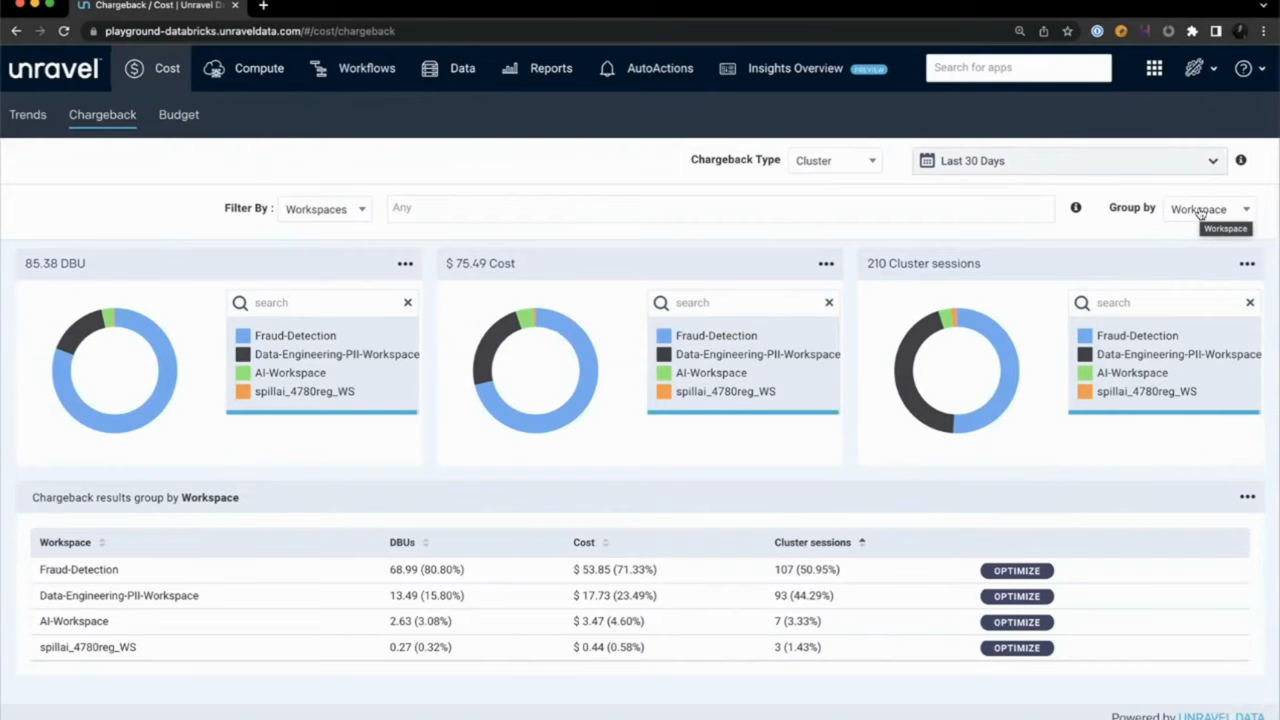 Chargeback / Cost | Unravel D
playground-databricks.unraveldata.com/#/cost/chargeback
unravel Cost Compute Workflows Data Reports AutoActions Insights Overview PREVIEW Search for apps
Trends Chargeback Budget
Chargeback Type Cluster Last 30 Days
Filter By : Workspaces Any Group by Workspace
Workspace
85.38 DBU $ 75.49 Cost 210 Cluster sessions
search search search
Fraud-Detection Fraud-Detection Fraud-Detection
Data-Engineering-PII-Workspace Data-Engineering-PII-Workspace Data-Engineering-PII-Workspace
AI-Workspace AI-Workspace AI-Workspace
spillai_4780reg_WS spillai_4780reg_WS spillai_4780reg_WS
Chargeback results group by Workspace
Workspace DBUs Cost Cluster sessions
Fraud-Detection 68.99 (80.80%) $ 53.85 (71.33%) 107 (50.95%) OPTIMIZE
Data-Engineering-PII-Workspace 13.49 (15.80%) $ 17.73 (23.49%) 93 (44.29%) OPTIMIZE
AI-Workspace 2.63 (3.08%) $ 3.47 (4.60%) 7 (3.33%) OPTIMIZE
spillai_4780reg_WS 0.27 (0.32%) $ 0.44 (0.58%) 3 (1.43%) OPTIMIZE
Powered by UNRAVEL DATA